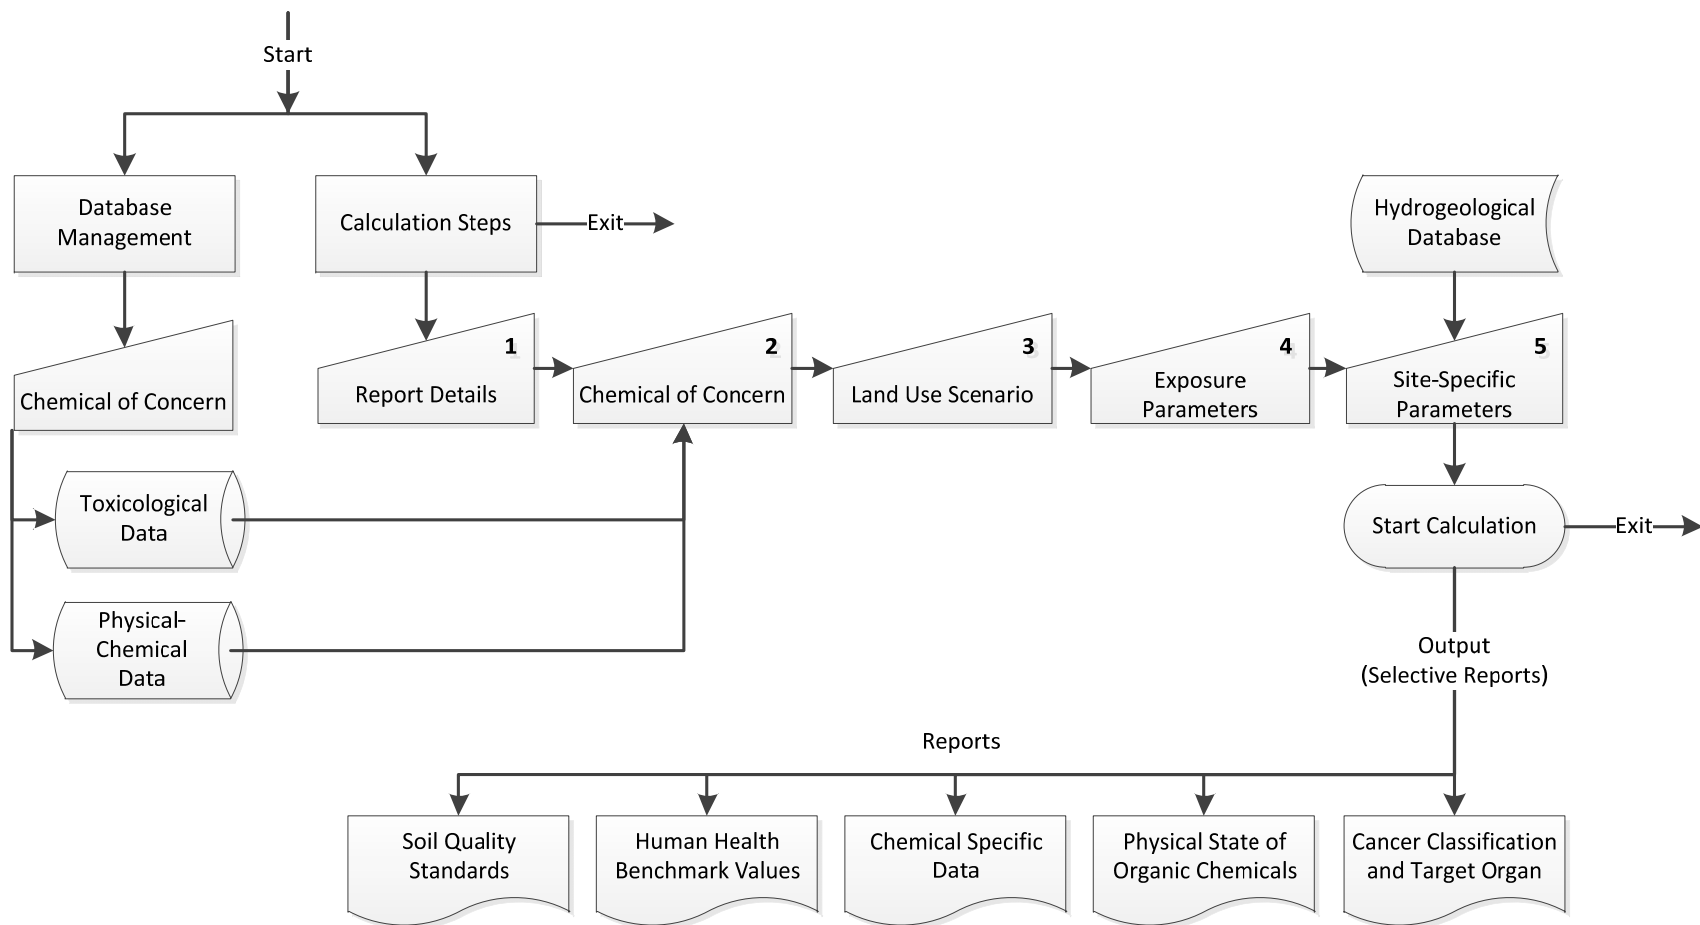 Start
Database
Management
Calculation Steps
Exit
Hydrogeological
Database
Chemical of Concern
1
Report Details
2
Chemical of Concern
3
Land Use Scenario
4
Exposure
Parameters
5
Site-Specific
Parameters
Toxicological
Data
Start Calculation
Exit
Physical-
Chemical
Data
Output
(Selective Reports)
Reports
Soil Quality
Standards
Human Health
Benchmark Values
Chemical Specific
Data
Physical State of
Organic Chemicals
Cancer Classification
and Target Organ